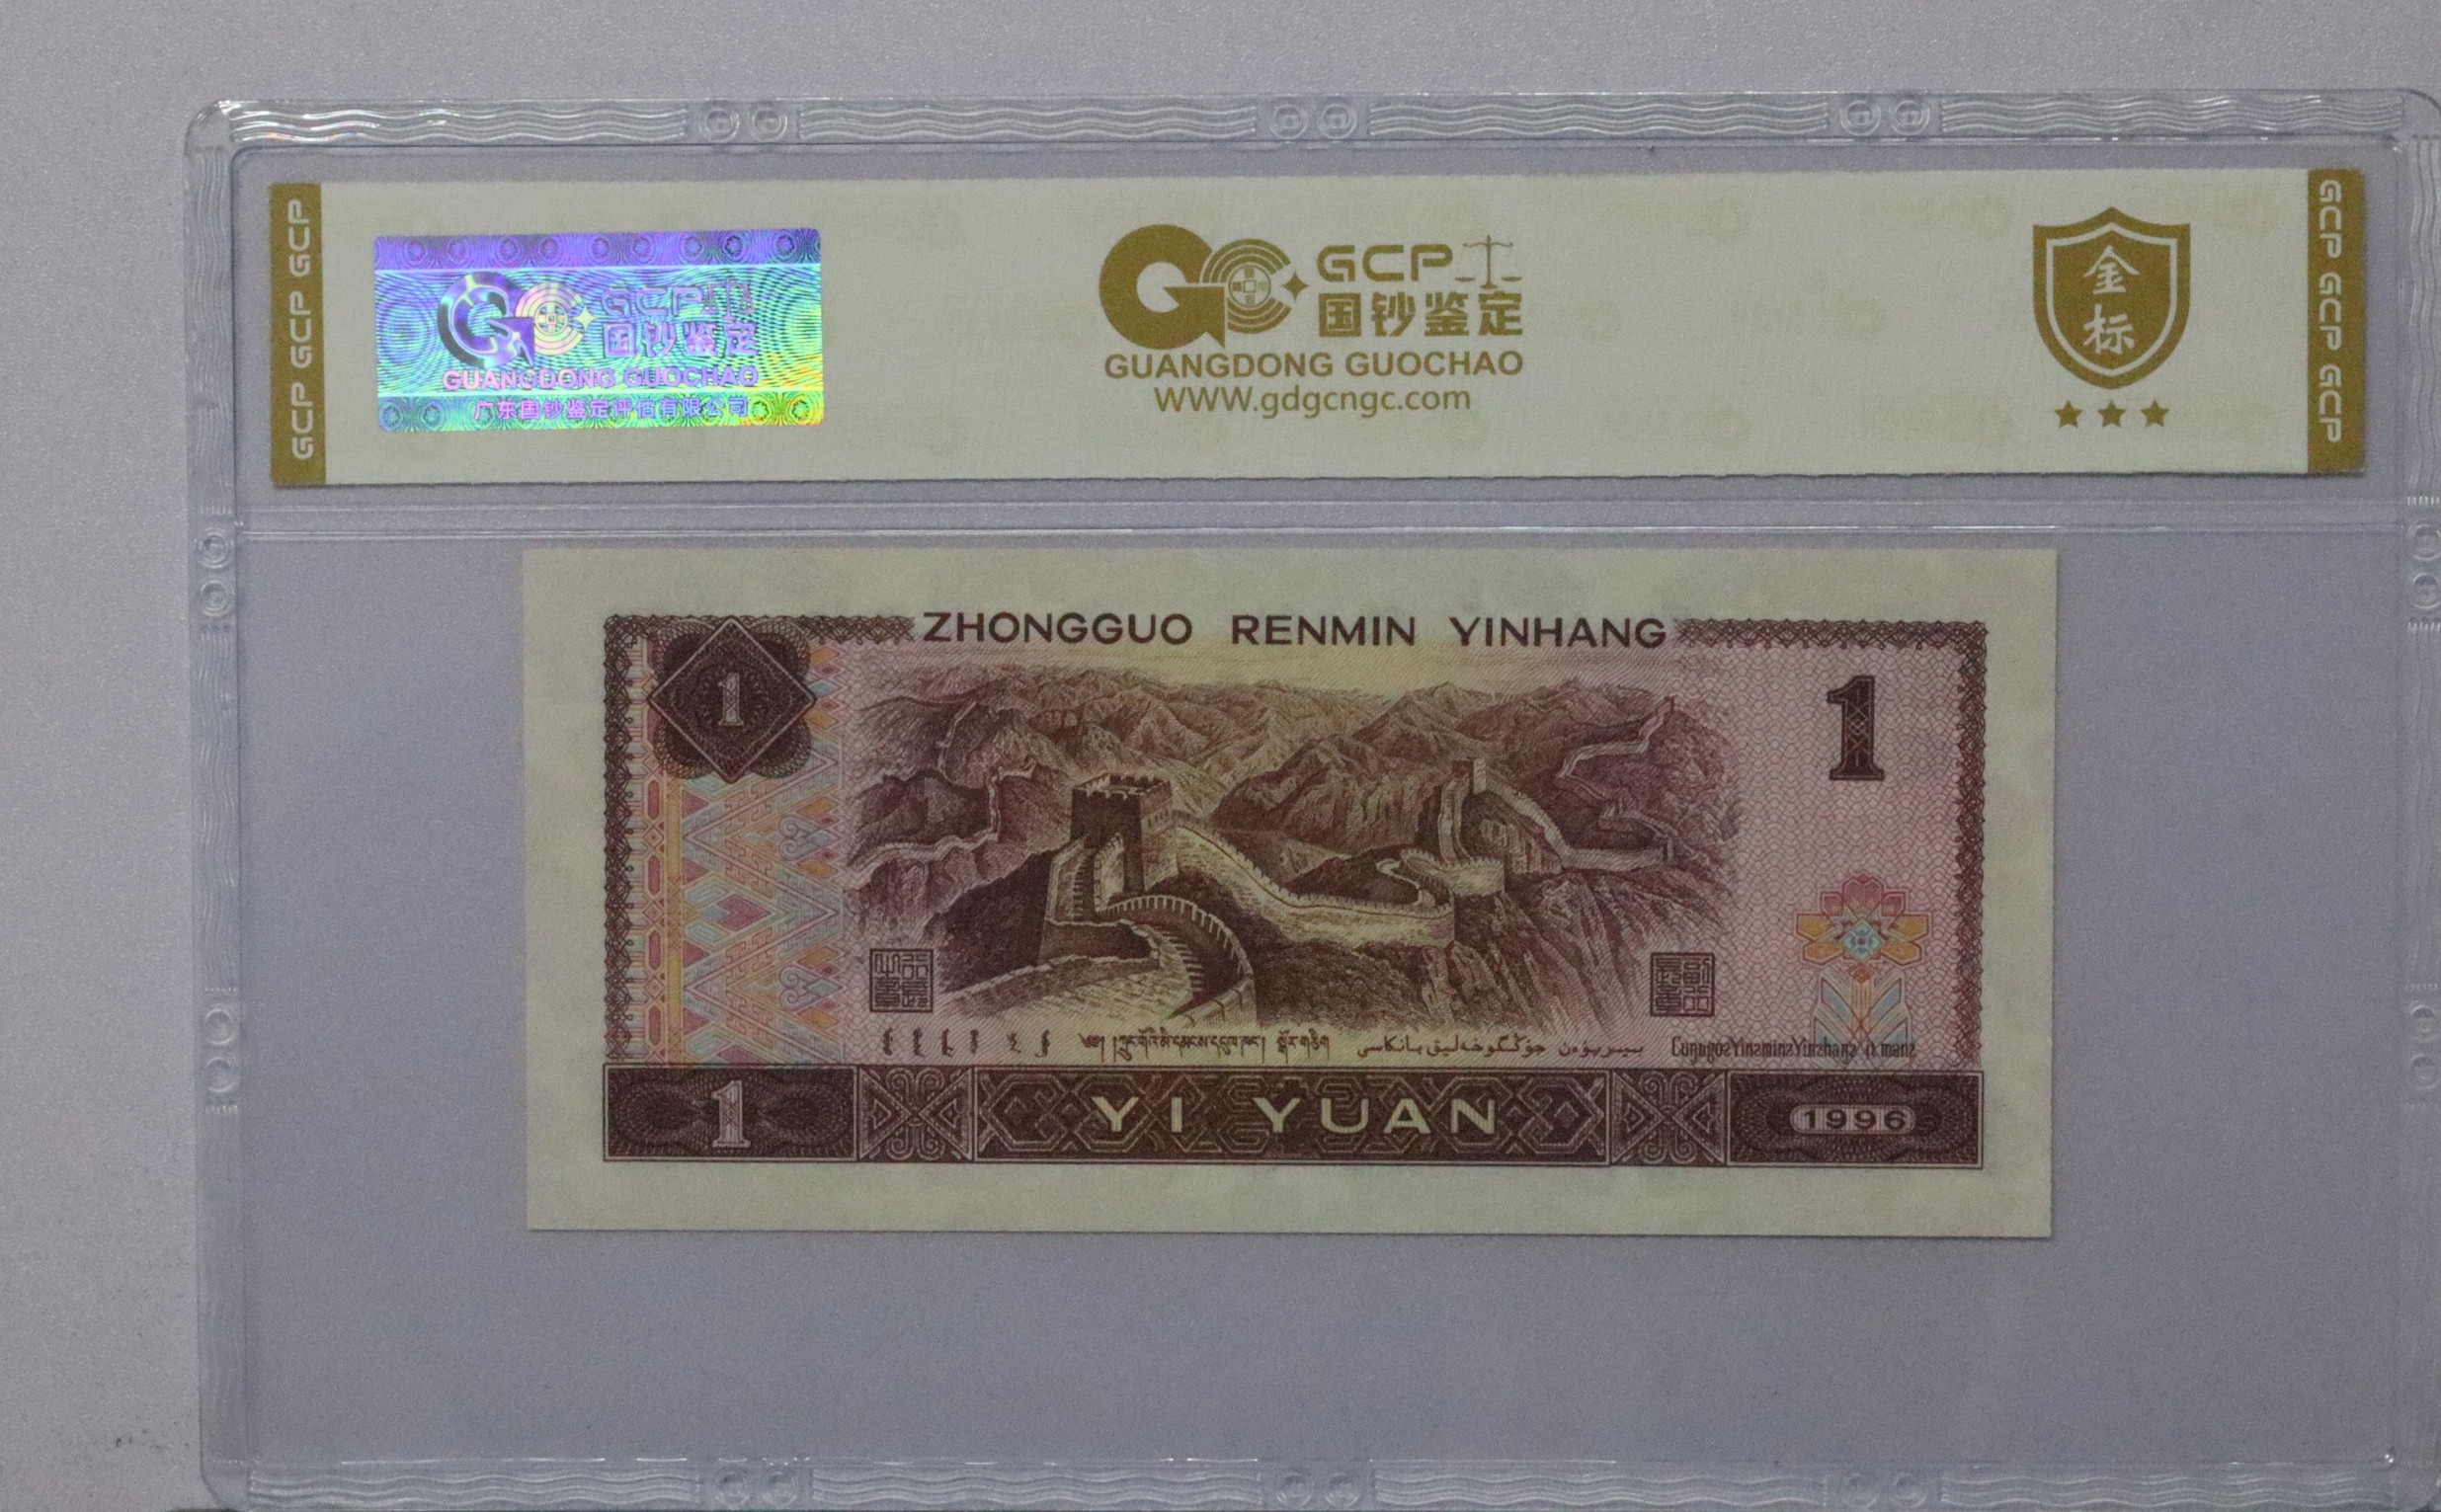 GCP GCP GCP
GCP
国钞鉴定
GUANGDONG GUOCHAO
广东国钞鉴定评估有限公司
GCP
国钞鉴定
GUANGDONG GUOCHAO
WWW.gdgcngc.com
金
标
GCP GCP GCP
ZHONGGUO RENMIN YINHANG
1
1
1
YI YUAN
1996